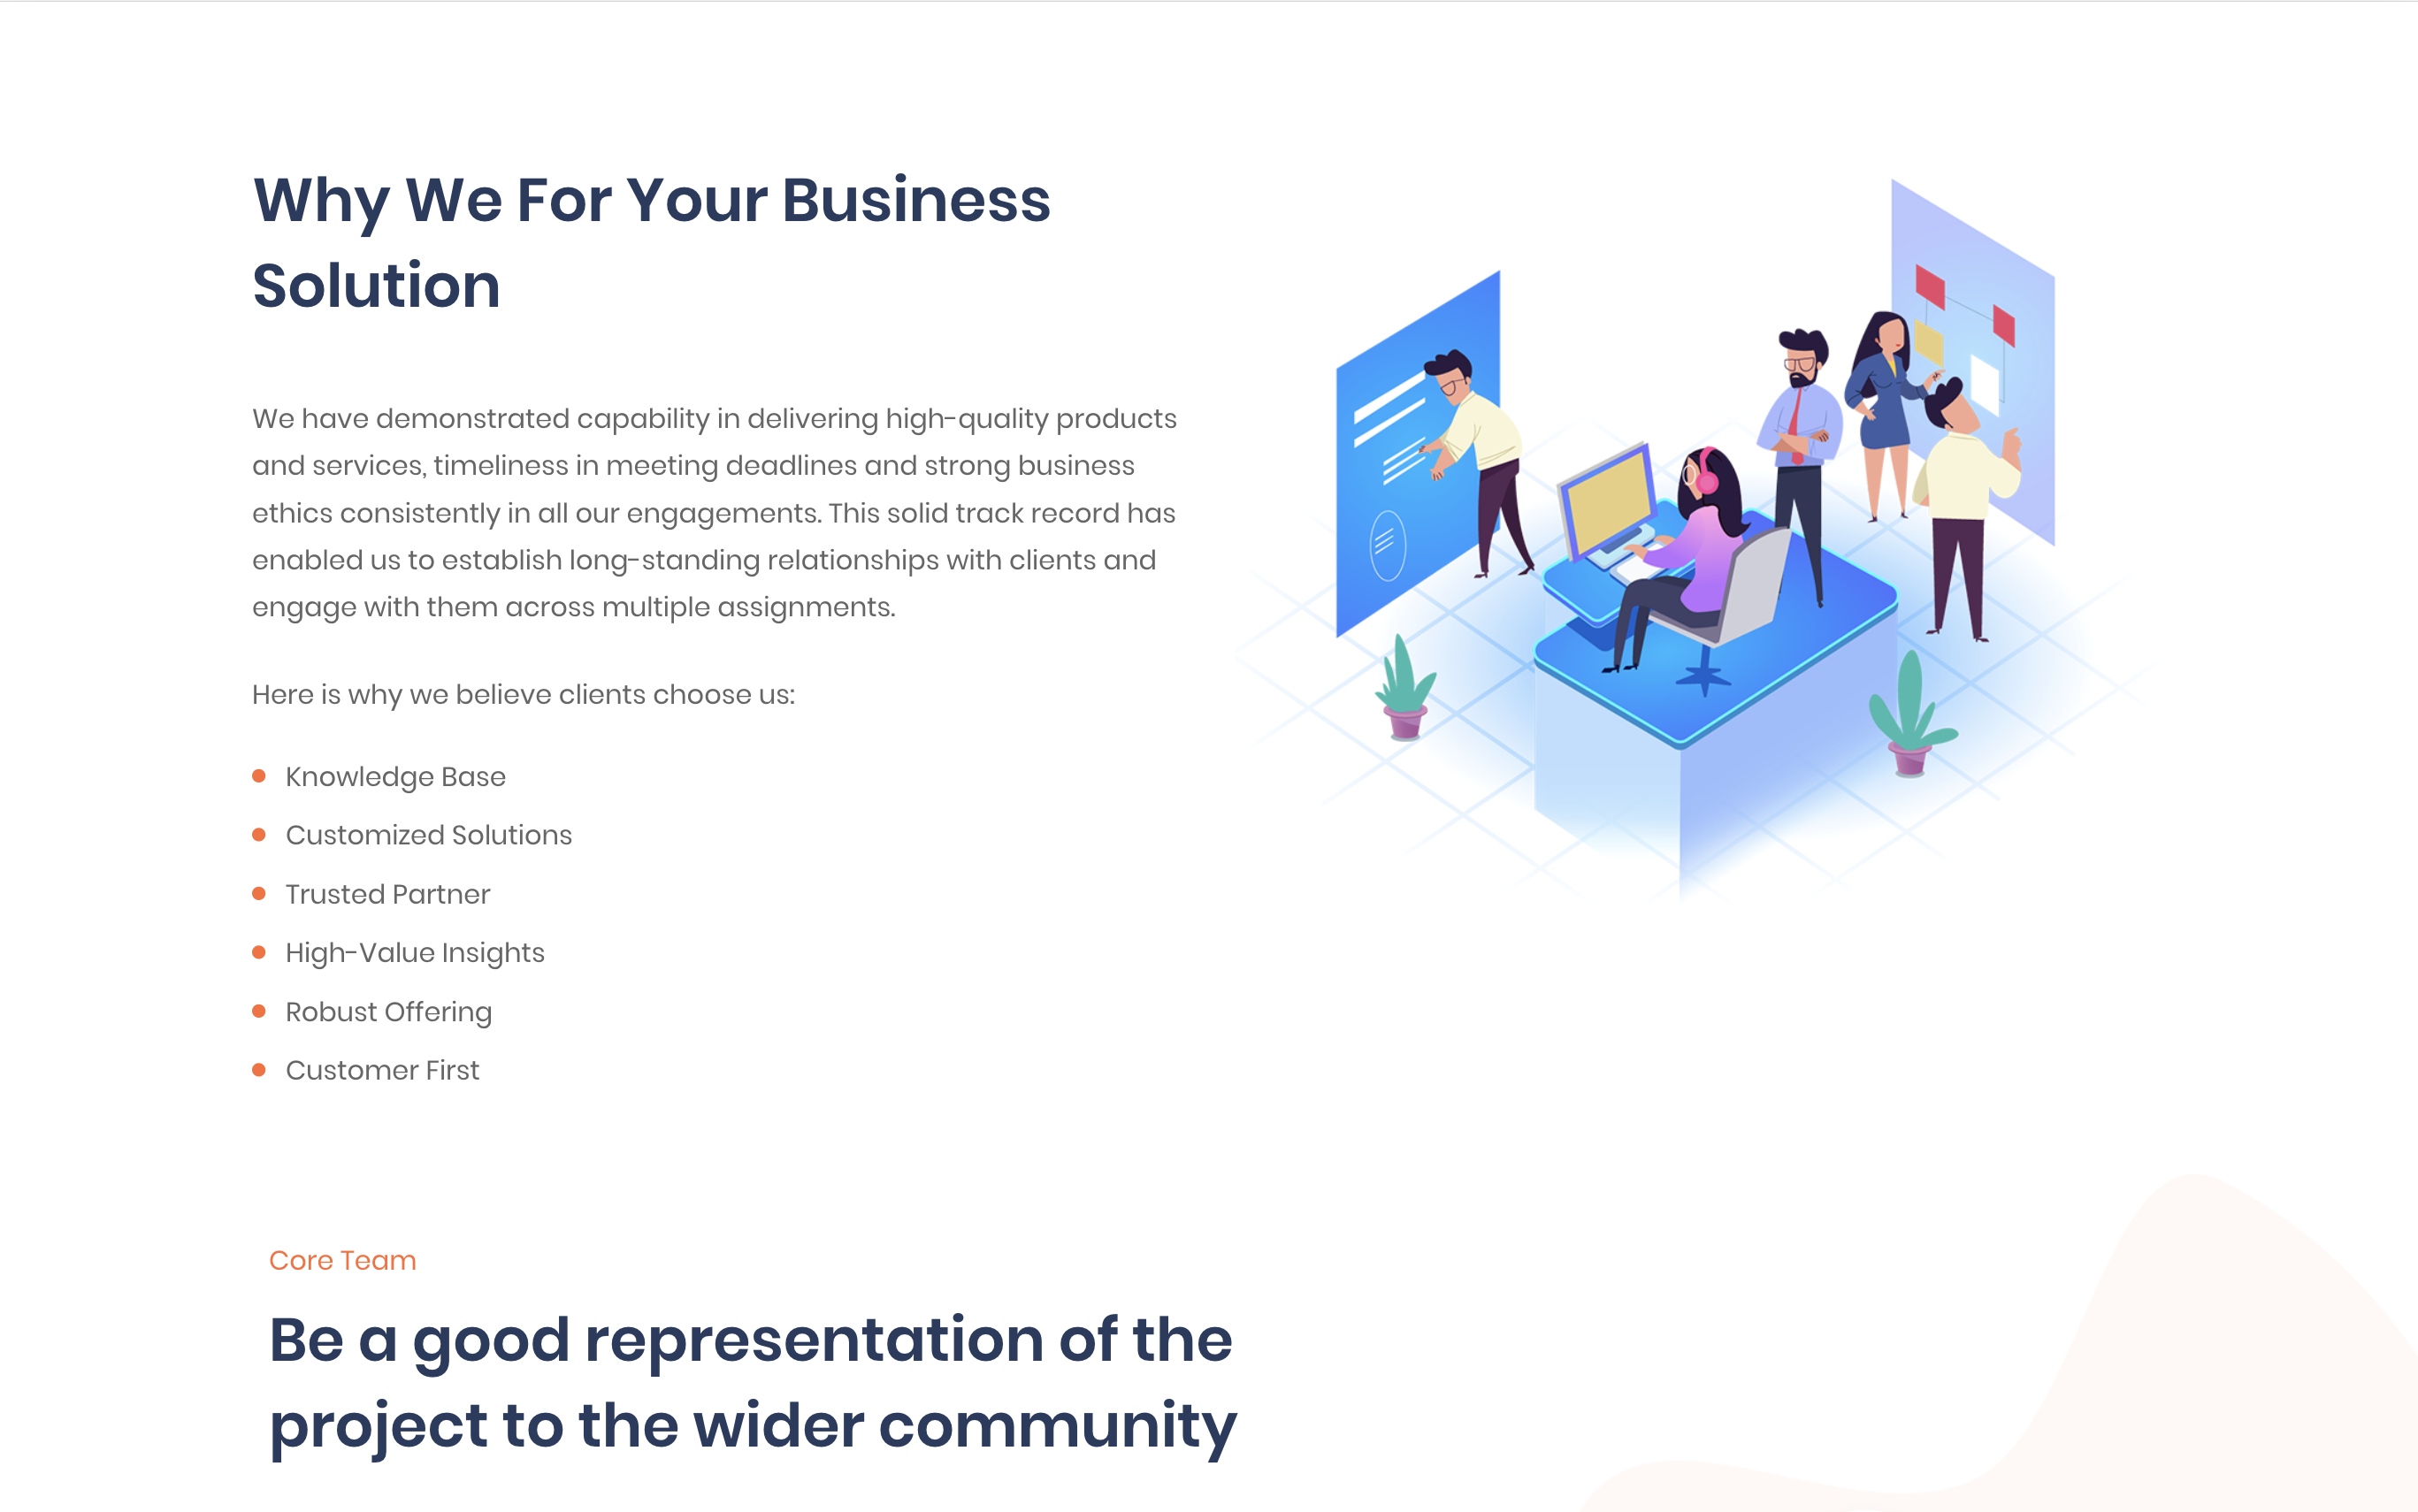 Why We For Your Business
Solution
We have demonstrated capability in delivering high-quality products
and services, timeliness in meeting deadlines and strong business
ethics consistently in all our engagements. This solid track record has
enabled us to establish long-standing relationships with clients and
engage with them across multiple assignments.
Here is why we believe clients choose us:
Knowledge Base
Customized Solutions
Trusted Partner
High-Value Insights
Robust Offering
Customer First
Core Team
Be a good representation of the
project to the wider community